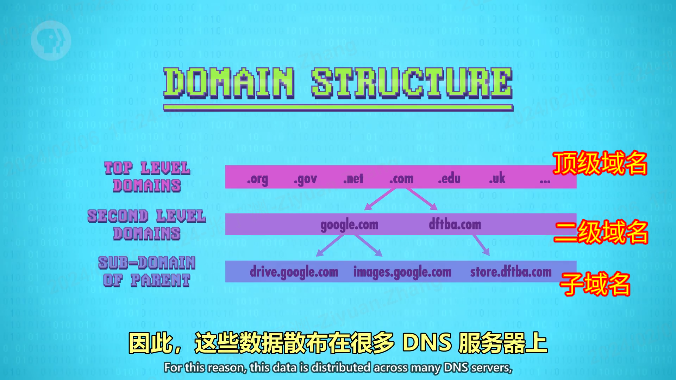 DOMAIN STRUCTURE
TOP LEVEL
DOMAINS
.org .gov .net .com .edu .uk ...
顶级域名
SECOND LEVEL
DOMAINS
google.com dftba.com
二级域名
SUB-DOMAIN
OF PARENT
drive.google.com images.google.com store.dftba.com
子域名
因此，这些数据散布在很多 DNS 服务器上
For this reason, this data is distributed across many DNS servers,